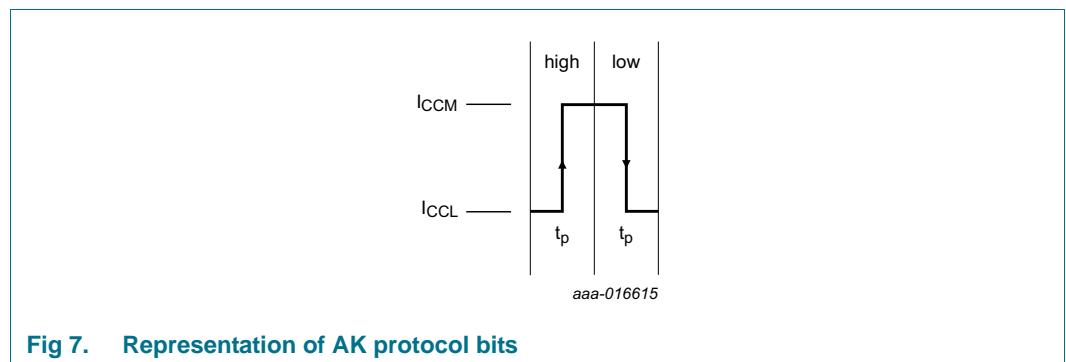 high low
ICCM
ICCL
tp tp
aaa-016615
Fig 7. Representation of AK protocol bits